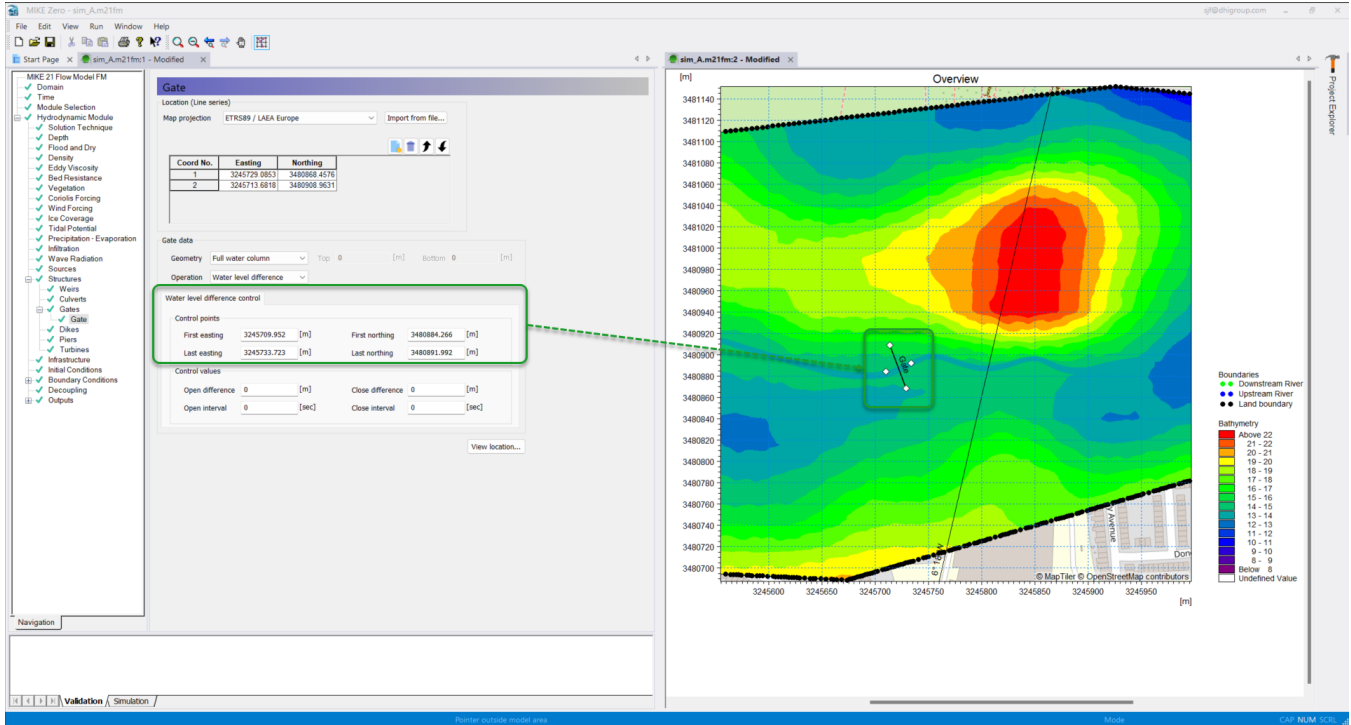 MIKE Zero - sim_A.m21fm
sjf@dhigroup.com
File Edit View Run Window Help
Start Page sim_A.m21fm:1 - Modified
sim_A.m21fm:2 - Modified
Project Explorer
MIKE 21 Flow Model FM
Domain
Time
Module Selection
Hydrodynamic Module
Solution Technique
Depth
Flood and Dry
Density
Eddy Viscosity
Bed Resistance
Vegetation
Coriolis Forcing
Wind Forcing
Ice Coverage
Tidal Potential
Precipitation - Evaporation
Infiltration
Wave Radiation
Sources
Structures
Weirs
Culverts
Gates
Gate
Dikes
Piers
Turbines
Infrastructure
Initial Conditions
Boundary Conditions
Decoupling
Outputs
Navigation
Gate
Location (Line series)
Map projection ETRS89 / LAEA Europe Import from file...
Coord No. Easting Northing
1 3245729.0853 3480868.4576
2 3245713.6818 3480908.9631
Gate data
Geometry Full water column Top 0 [m] Bottom 0 [m]
Operation Water level difference
Water level difference control
Control points
First easting 3245709.952 [m] First northing 3480884.266 [m]
Last easting 3245733.723 [m] Last northing 3480891.992 [m]
Control values
Open difference 0 [m] Close difference 0 [m]
Open interval 0 [sec] Close interval 0 [sec]
View location...
[m]
Overview
3481140
3481120
3481100
3481080
3481060
3481040
3481020
3481000
3480980
3480960
3480940
3480920
3480900
3480880
3480860
3480840
3480820
3480800
3480780
3480760
3480740
3480720
3480700
Gate
y Avenue
Don
© MapTiler © OpenStreetMap contributors
3245600 3245650 3245700 3245750 3245800 3245850 3245900 3245950
[m]
Boundaries
Downstream River
Upstream River
Land boundary
Bathymetry
Above 22
21 - 22
20 - 21
19 - 20
18 - 19
17 - 18
16 - 17
15 - 16
14 - 15
13 - 14
12 - 13
11 - 12
10 - 11
9 - 10
8 - 9
Below 8
Undefined Value
Validation Simulation
Pointer outside model area Mode CAP NUM SCRL